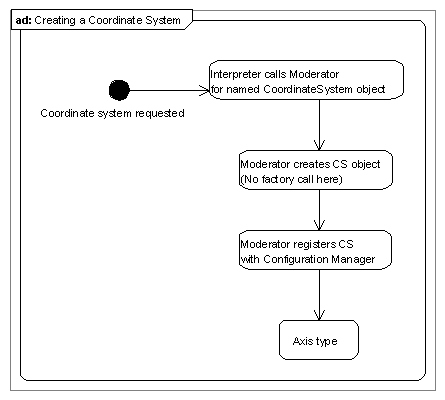 ad: Creating a Coordinate System
Interpreter calls Moderator
for named CoordinateSystem object
Coordinate system requested
Moderator creates CS object
(No factory call here)
Moderator registers CS
with Configuration Manager
Axis type